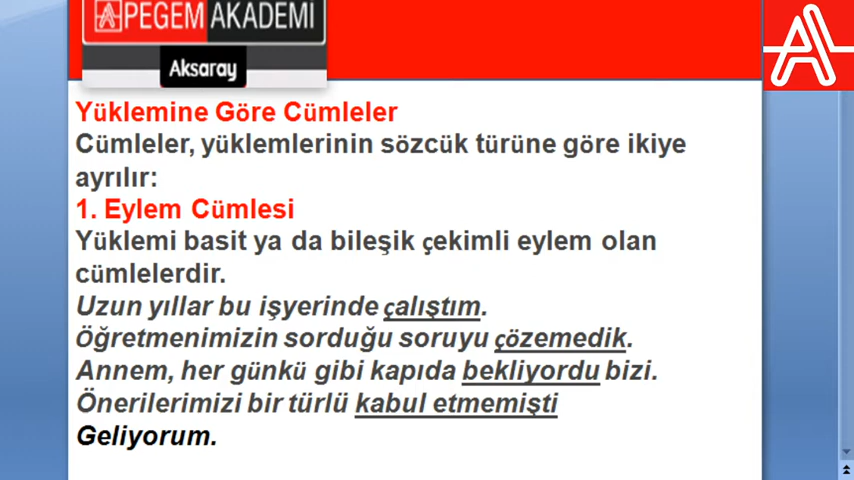 PEGEM AKADEMİ
Aksaray
Yüklemine Göre Cümleler
Cümleler, yüklemlerinin sözcük türüne göre ikiye
ayrılır:
1. Eylem Cümlesi
Yüklemi basit ya da bileşik çekimli eylem olan
cümlelerdir.
Uzun yıllar bu işyerinde çalıştım.
Öğretmenimizin sorduğu soruyu çözemedik.
Annem, her günkü gibi kapıda bekliyordu bizi.
Önerilerimizi bir türlü kabul etmemişti
Geliyorum.